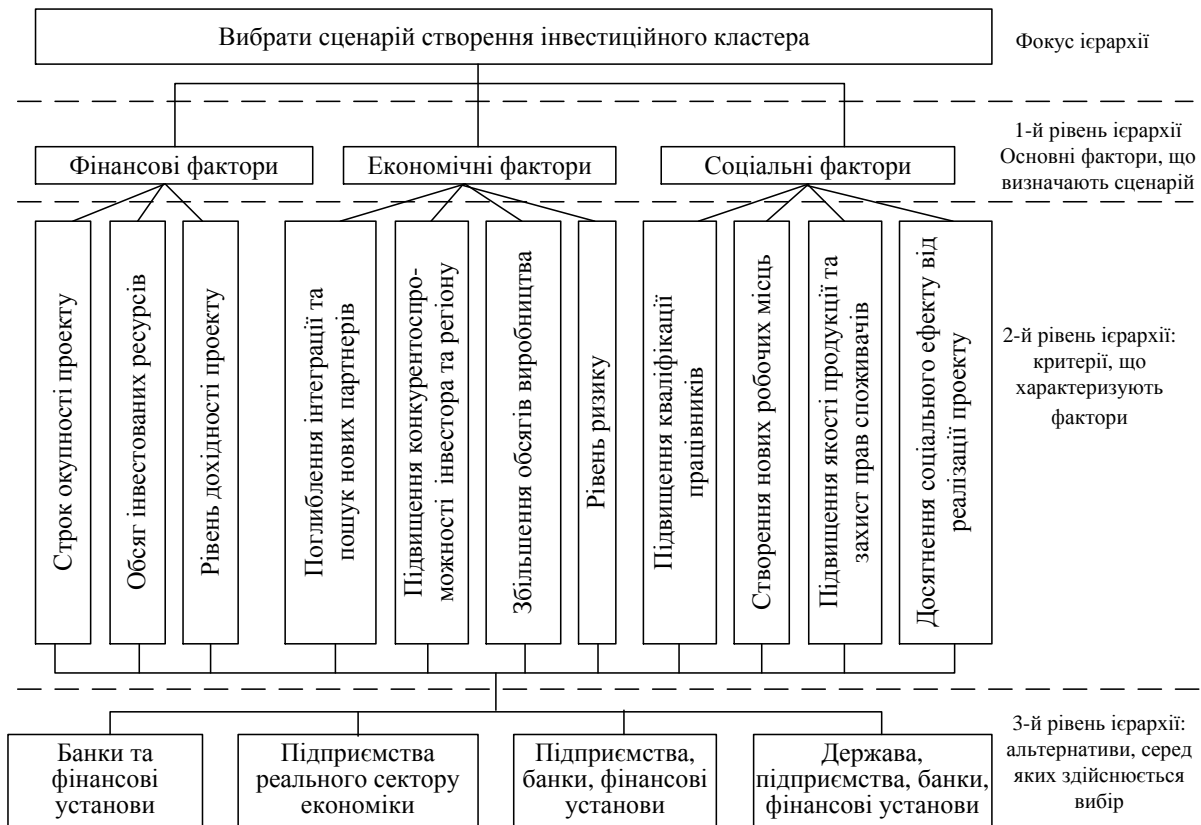 Вибрати сценарій створення інвестиційного кластера
Фокус ієрархії
1-й рівень ієрархії
Основні фактори, що
визначають сценарій
Фінансові фактори
Економічні фактори
Соціальні фактори
Строк окупності проекту
Обсяг інвестованих ресурсів
Рівень дохідності проекту
Поглиблення інтеграції та
пошук нових партнерів
Підвищення конкурентоспро-
можності інвестора та регіону
Збільшення обсягів виробництва
Рівень ризику
Підвищення кваліфікації
працівників
Створення нових робочих місць
Підвищення якості продукції та
захист прав споживачів
Досягнення соціального ефекту від
реалізації проекту
2-й рівень ієрархії:
критерії, що
характеризують
фактори
Банки та
фінансові
установи
Підприємства
реального сектору
економіки
Підприємства,
банки, фінансові
установи
Держава,
підприємства, банки,
фінансові установи
3-й рівень ієрархії:
альтернативи, серед
яких здійснюється
вибір